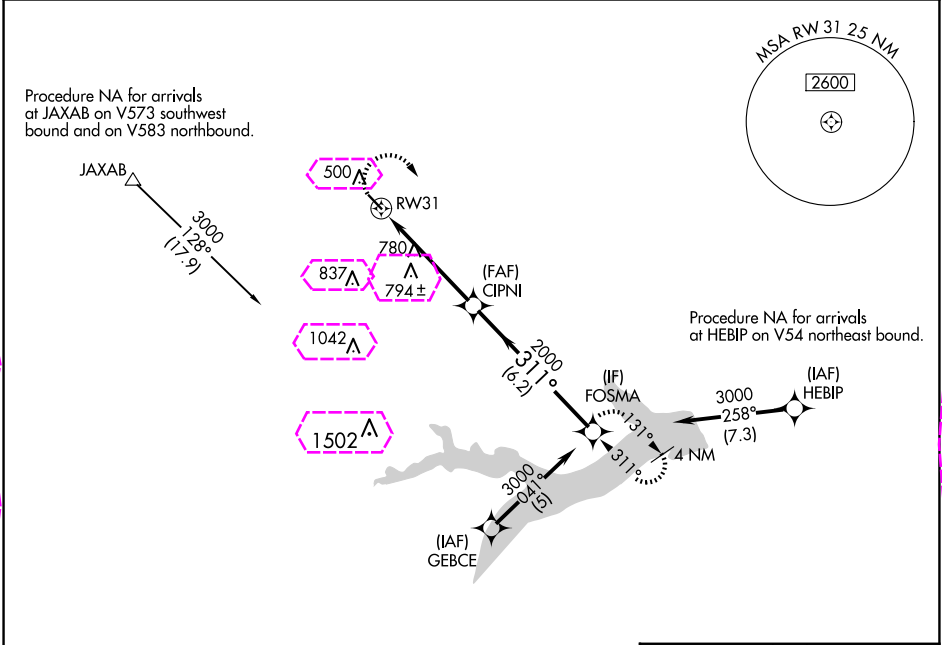 MSA RW 31 25 NM
2600
Procedure NA for arrivals
at JAXAB on V573 southwest
bound and on V583 northbound.
JAXAB
3000
128°
(17.9)
500
RW31
780
837
794 ±
(FAF)
CIPNI
1042
Procedure NA for arrivals
at HEBIP on V54 northeast bound.
2000
311°
(6.2)
(IF)
FOSMA
(IAF)
HEBIP
3000
258°
(7.3)
131°
311°
4 NM
1502
3000
041°
(5)
(IAF)
GEBCE